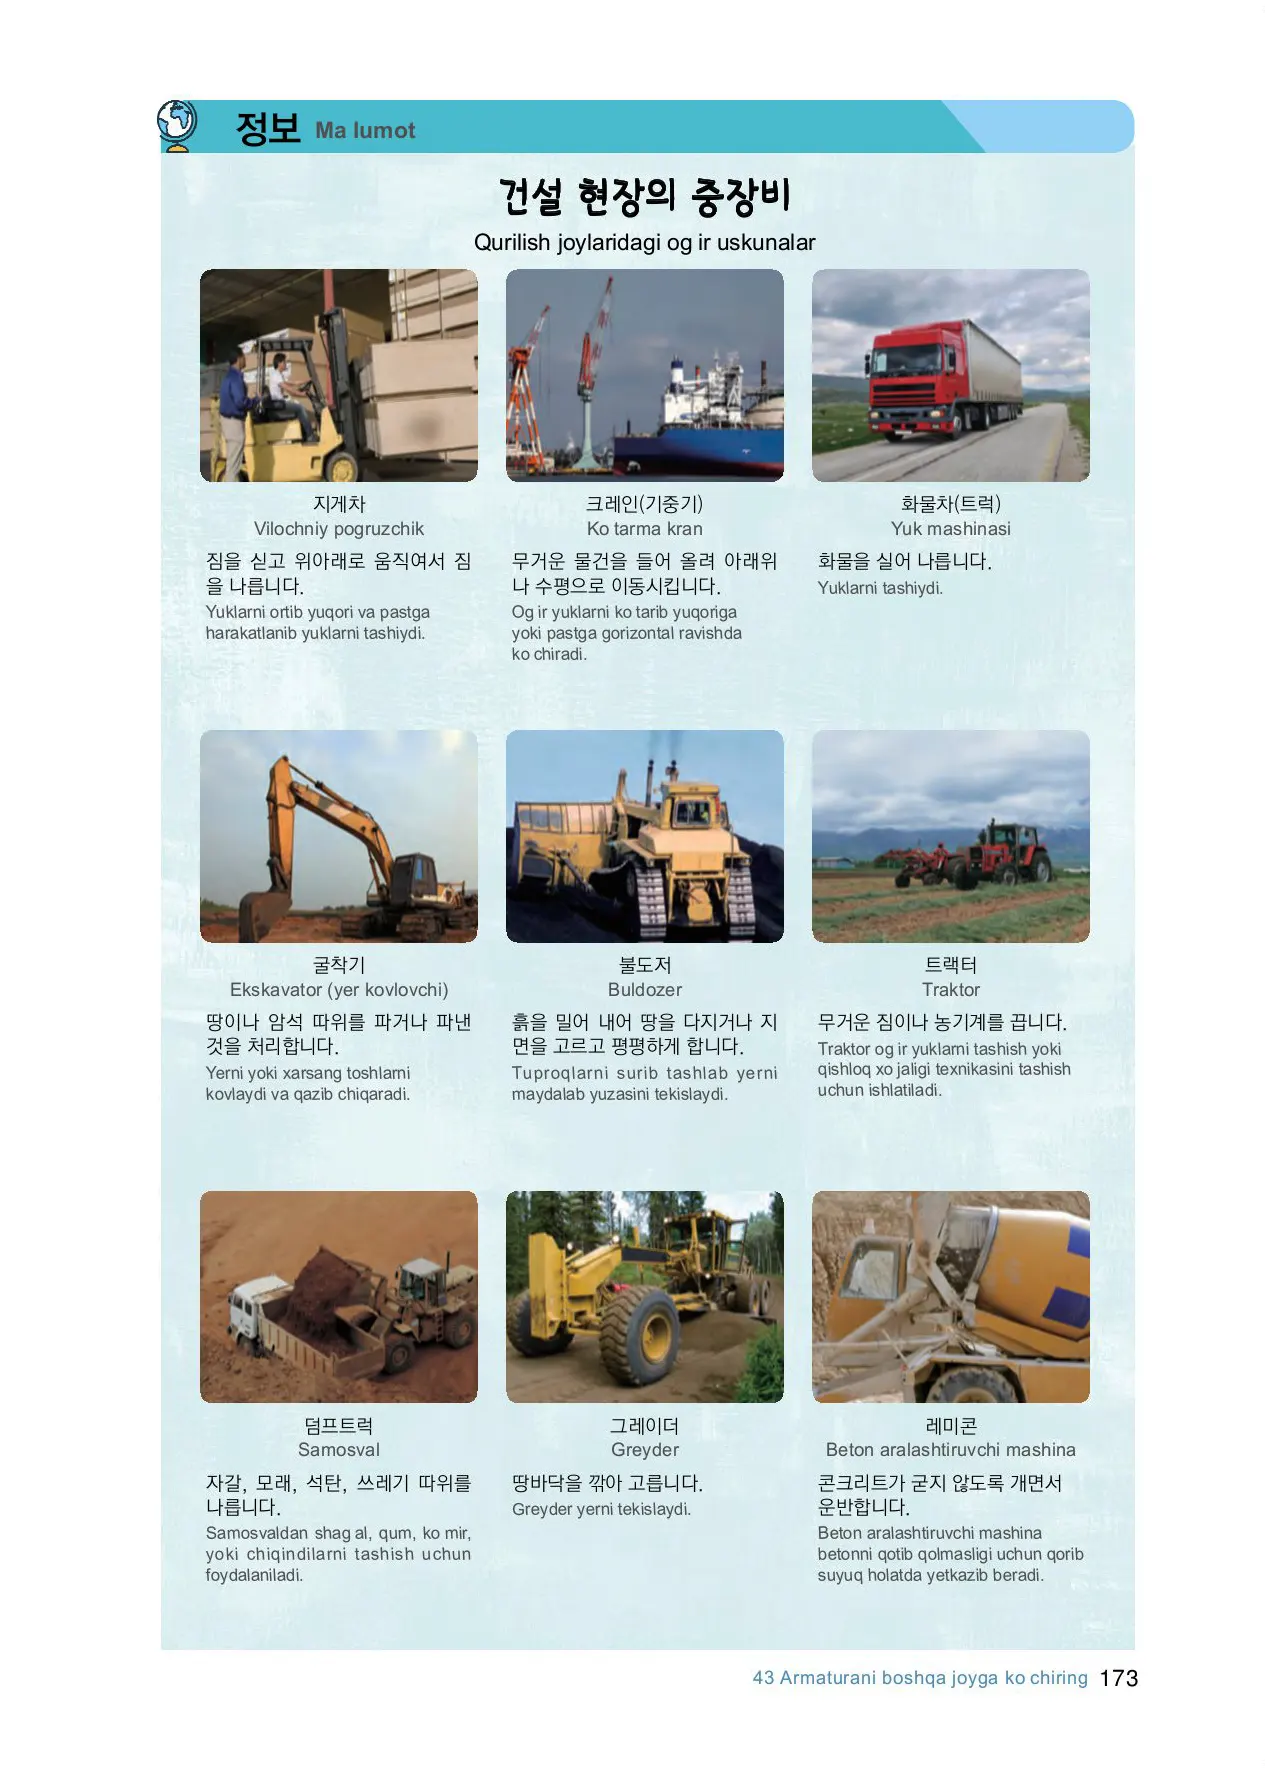 정보 Ma lumot
건설 현장의 중장비
Qurilish joylaridagi og ir uskunalar
지게차
Vilochniy pogruzchik
짐을 싣고 위아래로 움직여서 짐
을 나릅니다.
Yuklarni ortib yuqori va pastga
harakatlanib yuklarni tashiydi.
크레인(기중기)
Ko tarma kran
무거운 물건을 들어 올려 아래위
나 수평으로 이동시킵니다.
Og ir yuklarni ko tarib yuqoriga
yoki pastga gorizontal ravishda
ko chiradi.
화물차(트럭)
Yuk mashinasi
화물을 실어 나릅니다.
Yuklarni tashiydi.
굴착기
Ekskavator (yer kovlovchi)
땅이나 암석 따위를 파거나 파낸
것을 처리합니다.
Yerni yoki xarsang toshlarni
kovlaydi va qazib chiqaradi.
불도저
Buldozer
흙을 밀어 내어 땅을 다지거나 지
면을 고르고 평평하게 합니다.
Tuproqlarni surib tashlab yerni
maydalab yuzasini tekislaydi.
트랙터
Traktor
무거운 짐이나 농기계를 끕니다.
Traktor og ir yuklarni tashish yoki
qishloq xo jaligi texnikasini tashish
uchun ishlatiladi.
덤프트럭
Samosval
자갈, 모래, 석탄, 쓰레기 따위를
나릅니다.
Samosvaldan shag al, qum, ko mir,
yoki chiqindilarni tashish uchun
foydalaniladi.
그레이더
Greyder
땅바닥을 깎아 고릅니다.
Greyder yerni tekislaydi.
레미콘
Beton aralashtiruvchi mashina
콘크리트가 굳지 않도록 개면서
운반합니다.
Beton aralashtiruvchi mashina
betonni qotib qolmasligi uchun qorib
suyuq holatda yetkazib beradi.
43 Armaturani boshqa joyga ko chiring 173